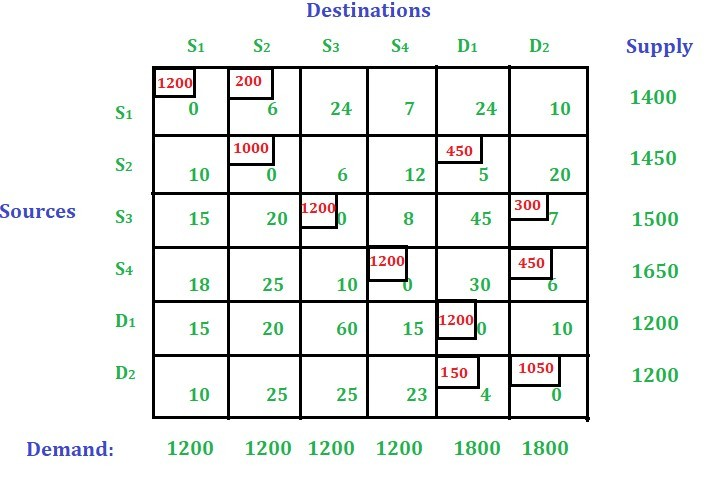 Destinations
S1 S2 S3 S4 D1 D2 Supply
1200 200
S1 0 6 24 7 24 10 1400
1000 450
S2 10 0 6 12 5 20 1450
1200 300
Sources S3 15 20 0 8 45 7 1500
1200 450
S4 18 25 10 0 30 6 1650
1200
D1 15 20 60 15 0 10 1200
150 1050
D2 10 25 25 23 4 0 1200
Demand: 1200 1200 1200 1200 1800 1800